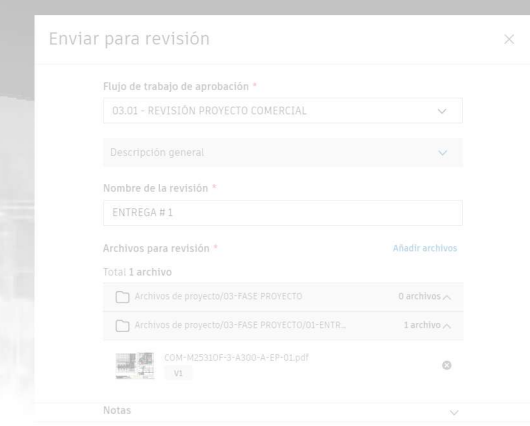 Enviar para revisión
Flujo de trabajo de aprobación *
03.01 - REVISIÓN PROYECTO COMERCIAL
Descripción general
Nombre de la revisión *
ENTREGA # 1
Archivos para revisión * Añadir archivos
Total 1 archivo
Archivos de proyecto/03-FASE PROYECTO 0 archivos
Archivos de proyecto/03-FASE PROYECTO/01-ENTR... 1 archivo
COM-M2531OF-3-A300-A-EP-01.pdf
V1
Notas